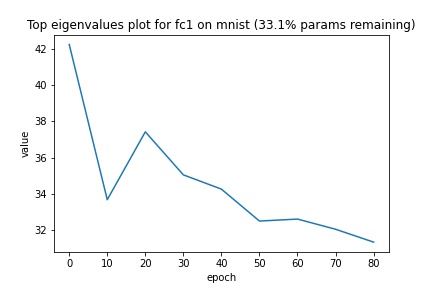 Top eigenvalues plot for fc1 on mnist (33.1% params remaining)
42
40
38
36
34
32
value
0 10 20 30 40 50 60 70 80
epoch